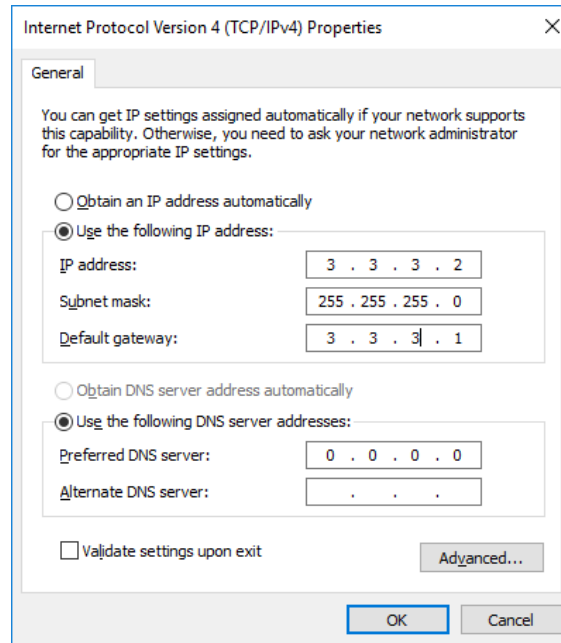 Internet Protocol Version 4 (TCP/IPv4) Properties
General
You can get IP settings assigned automatically if your network supports
this capability. Otherwise, you need to ask your network administrator
for the appropriate IP settings.
Obtain an IP address automatically
Use the following IP address:
IP address: 3 . 3 . 3 . 2
Subnet mask: 255 . 255 . 255 . 0
Default gateway: 3 . 3 . 3 . 1
Obtain DNS server address automatically
Use the following DNS server addresses:
Preferred DNS server: 0 . 0 . 0 . 0
Alternate DNS server: . . .
Validate settings upon exit
Advanced...
OK Cancel